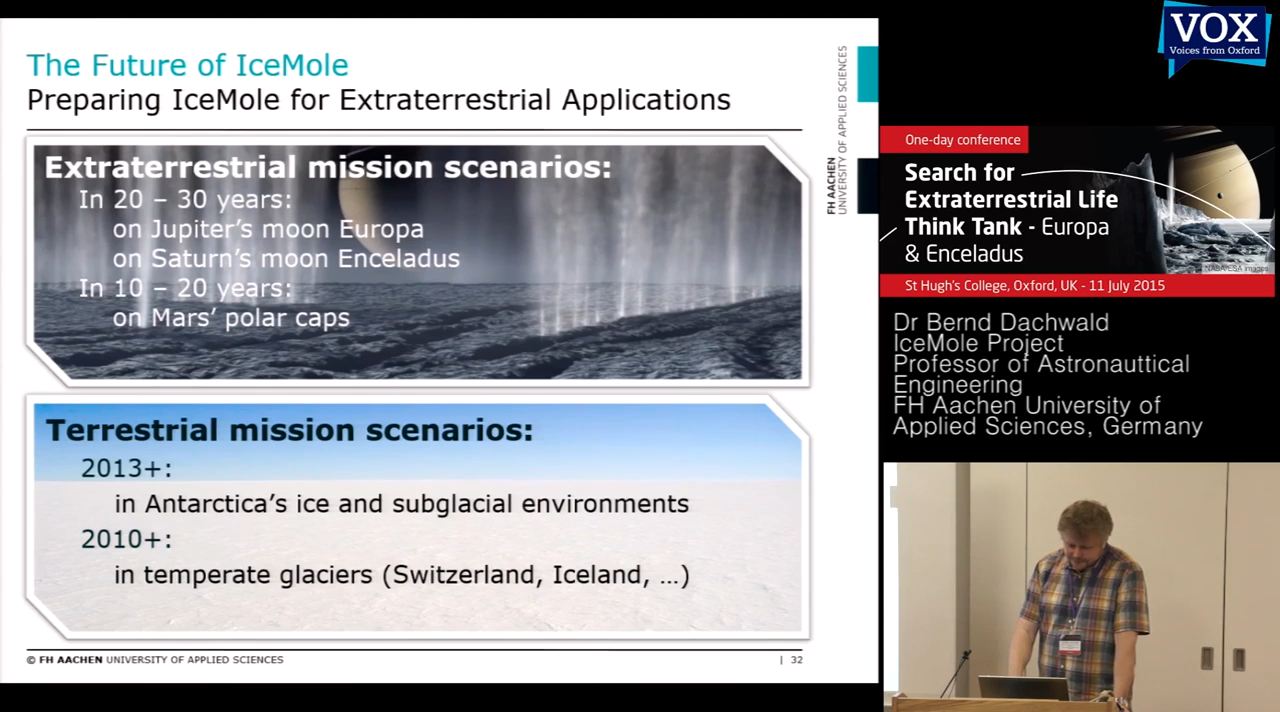 The Future of IceMole
Preparing IceMole for Extraterrestrial Applications
Extraterrestrial mission scenarios:
In 20 – 30 years:
on Jupiter's moon Europa
on Saturn's moon Enceladus
In 10 – 20 years:
on Mars' polar caps
Terrestrial mission scenarios:
2013+:
in Antarctica's ice and subglacial environments
2010+:
in temperate glaciers (Switzerland, Iceland, ...)
© FH AACHEN UNIVERSITY OF APPLIED SCIENCES
| 32
FH AACHEN
UNIVERSITY OF APPLIED SCIENCES
VOX
Voices from Oxford
One-day conference
Search for
Extraterrestrial Life
Think Tank - Europa
& Enceladus
NASA/ESA images
St Hugh's College, Oxford, UK - 11 July 2015
Dr Bernd Dachwald
IceMole Project
Professor of Astronauttical
Engineering
FH Aachen University of
Applied Sciences, Germany